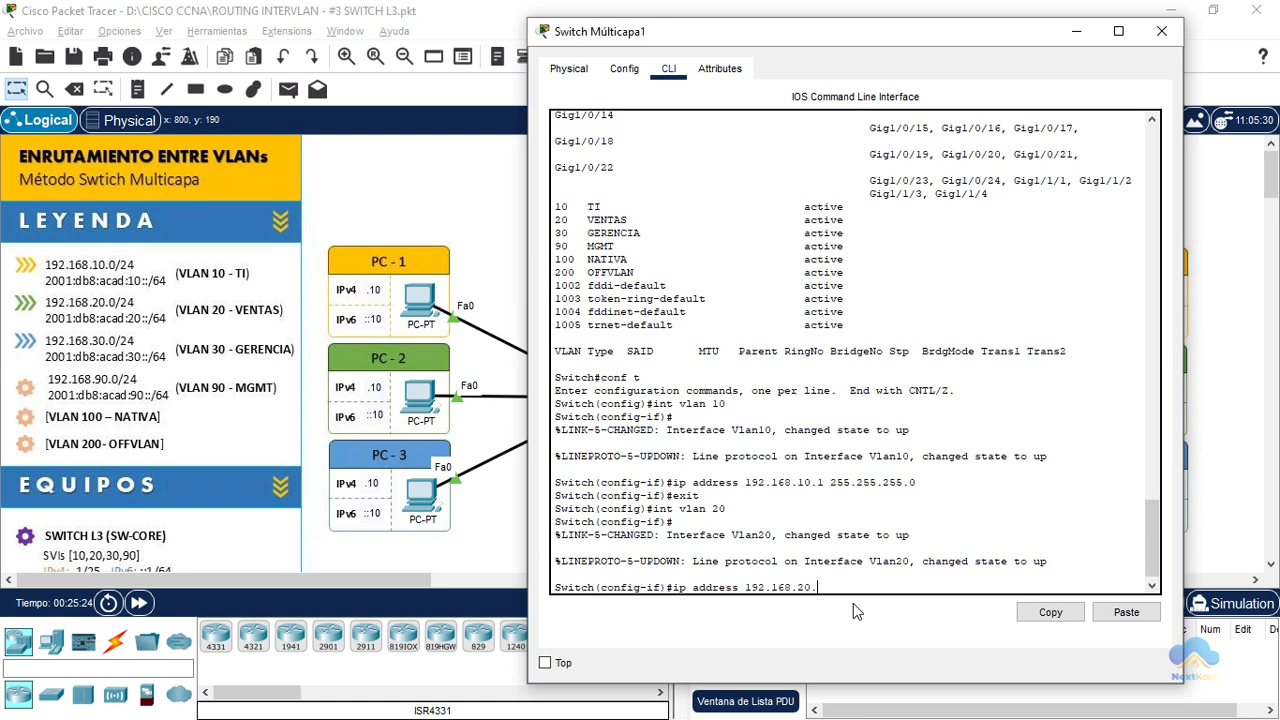 Cisco Packet Tracer - D:\CISCO CCNA\ROUTING INTERVLAN - #3 SWITCH L3.pkt
Archivo Editar Opciones Ver Herramientas Extensions Window Ayuda
Logical Physical x: 800, y: 190
11:05:30
ENRUTAMIENTO ENTRE VLANs
Método Swtich Multicapa
LEYENDA
192.168.10.0/24
2001:db8:acad:10::/64
(VLAN 10 - TI)
192.168.20.0/24
2001:db8:acad:20::/64
(VLAN 20 - VENTAS)
192.168.30.0/24
2001:db8:acad:30::/64
(VLAN 30 - GERENCIA)
192.168.90.0/24
2001:db8:acad:90::/64
(VLAN 90 - MGMT)
[VLAN 100 – NATIVA]
[VLAN 200- OFFVLAN]
EQUIPOS
SWITCH L3 (SW-CORE)
SVIs [10,20,30,90]
PC - 1
IPv4 .10
IPv6 ::10
PC-PT
Fa0
PC - 2
IPv4 .10
IPv6 ::10
PC-PT
Fa0
PC - 3
IPv4 .10
IPv6 ::10
PC-PT
Fa0
Switch Múlticapa1
Physical Config CLI Attributes
IOS Command Line Interface
Gig1/0/14
Gig1/0/15, Gig1/0/16, Gig1/0/17,
Gig1/0/18
Gig1/0/19, Gig1/0/20, Gig1/0/21,
Gig1/0/22
Gig1/0/23, Gig1/0/24, Gig1/1/1, Gig1/1/2
Gig1/1/3, Gig1/1/4
10 TI active
20 VENTAS active
30 GERENCIA active
90 MGMT active
100 NATIVA active
200 OFFVLAN active
1002 fddi-default active
1003 token-ring-default active
1004 fddinet-default active
1005 trnet-default active
VLAN Type SAID MTU Parent RingNo BridgeNo Stp BrdgMode Trans1 Trans2
Switch#conf t
Enter configuration commands, one per line. End with CNTL/Z.
Switch(config)#int vlan 10
Switch(config-if)#
%LINK-5-CHANGED: Interface Vlan10, changed state to up
%LINEPROTO-5-UPDOWN: Line protocol on Interface Vlan10, changed state to up
Switch(config-if)#ip address 192.168.10.1 255.255.255.0
Switch(config-if)#exit
Switch(config)#int vlan 20
Switch(config-if)#
%LINK-5-CHANGED: Interface Vlan20, changed state to up
%LINEPROTO-5-UPDOWN: Line protocol on Interface Vlan20, changed state to up
Switch(config-if)#ip address 192.168.20.
Copy Paste
Top
Tiempo: 00:25:24
Simulation
4331 4321 1941 2901 2911 819IOX 819HGW 829 1240
ISR4331
Num Edit
Ventana de Lista PDU
NextKool